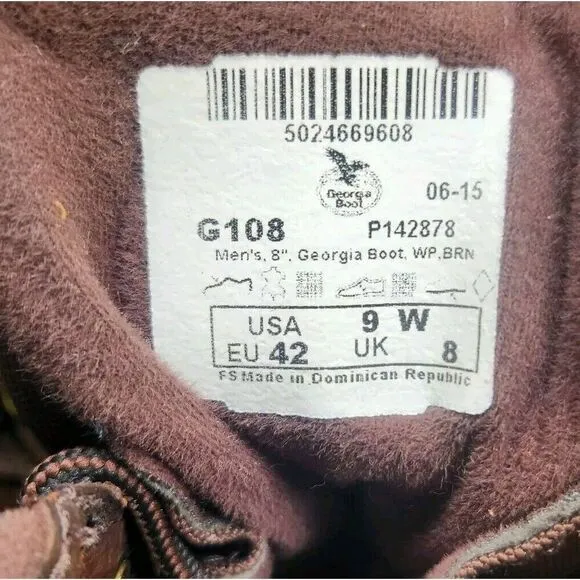 5024669608
Georgia
Boot
06-15
G108 P142878
Men's, 8", Georgia Boot, WP,BRN
USA 9 W
EU 42 UK 8
FS Made in Dominican Republic